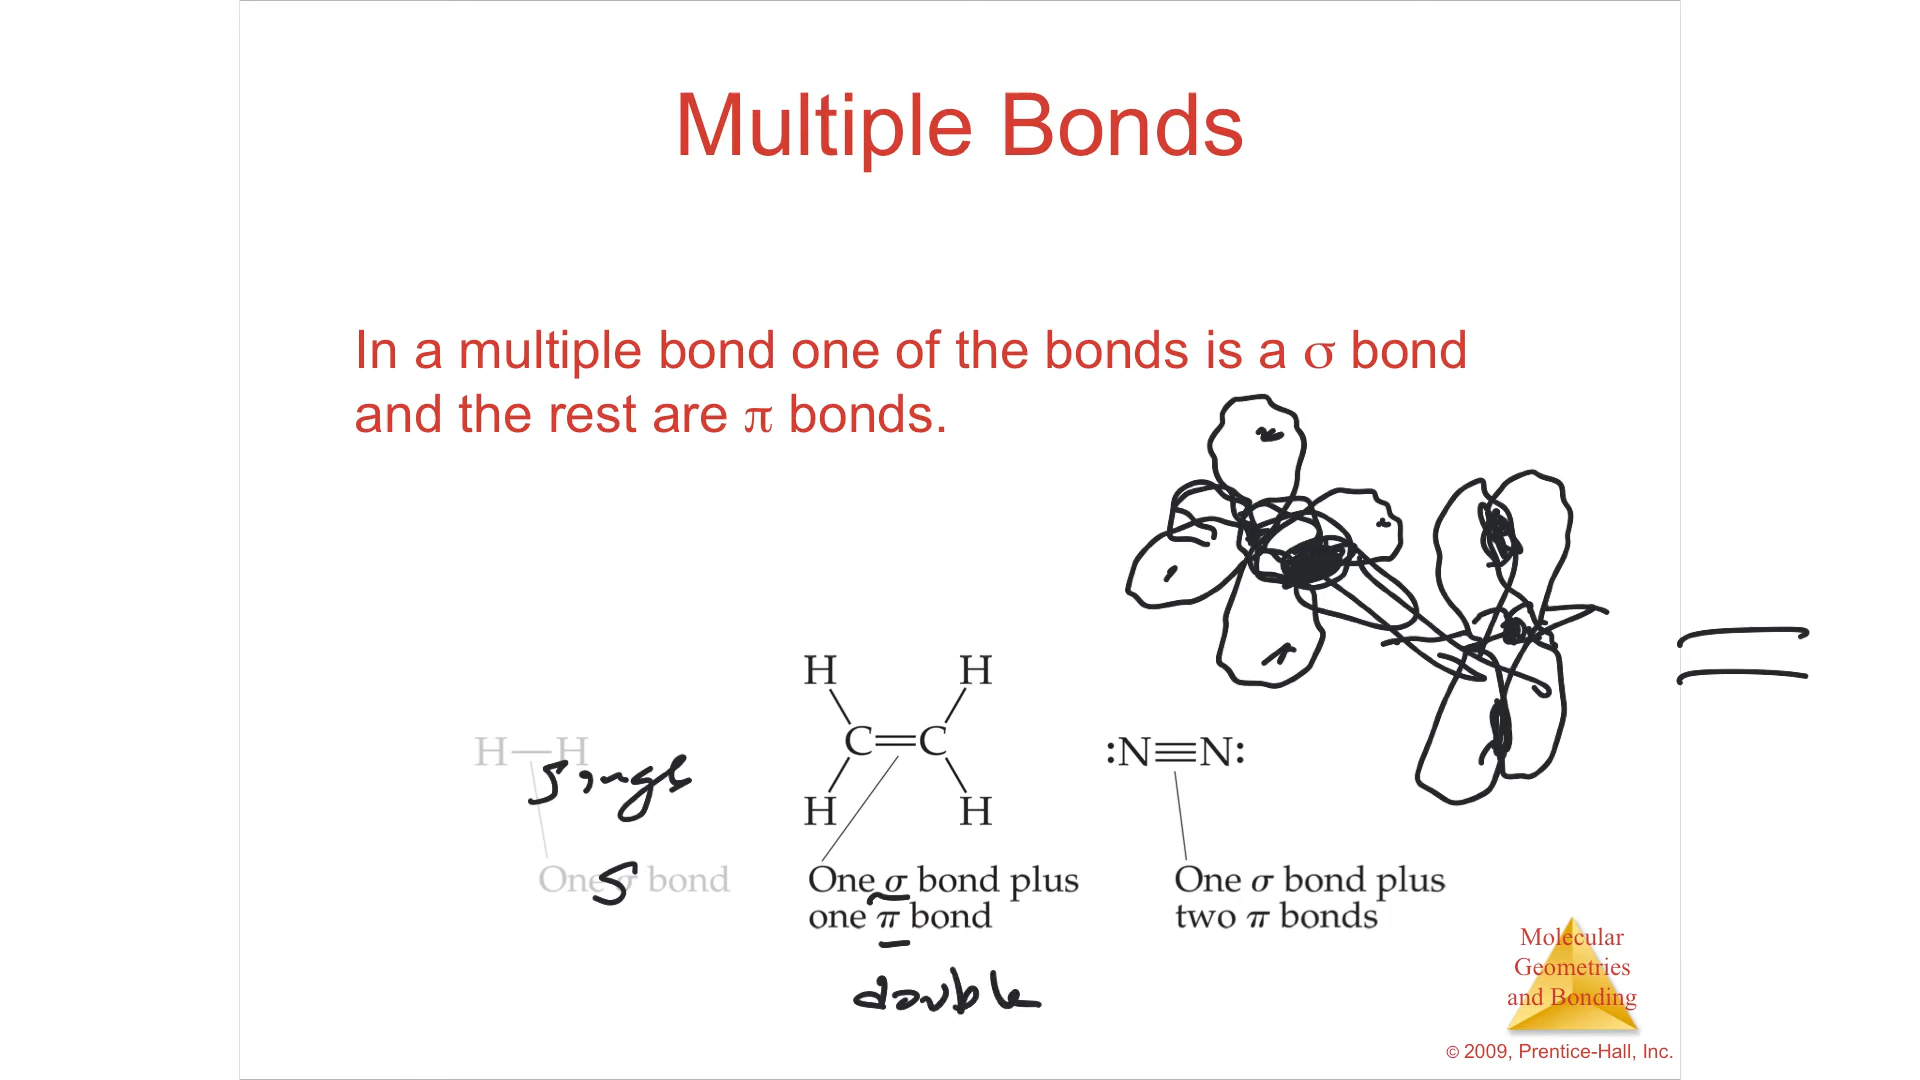 Multiple Bonds
In a multiple bond one of the bonds is a σ bond
and the rest are π bonds.
H—H
single
One σ bond
S
H H
C=C
H H
One σ bond plus
one π bond
double
:N≡N:
One σ bond plus
two π bonds
Molecular
Geometries
and Bonding
© 2009, Prentice-Hall, Inc.